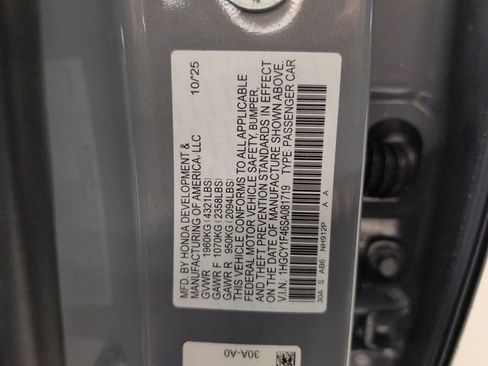 MFD. BY HONDA DEVELOPMENT &
MANUFACTURING OF AMERICA, LLC 10/25
GVWR 1960KG(4321LBS)
GAWR F 1070KG(2358LBS)
GAWR R 950KG(2094LBS)
THIS VEHICLE CONFORMS TO ALL APPLICABLE
FEDERAL MOTOR VEHICLE SAFETY, BUMPER,
AND THEFT PREVENTION STANDARDS IN EFFECT
ON THE DATE OF MANUFACTURE SHOWN ABOVE.
V.I.N. 1HGCY1F46SA081719 TYPE:PASSENGER CAR
30A S AB6 NH912P A A
30A-A0